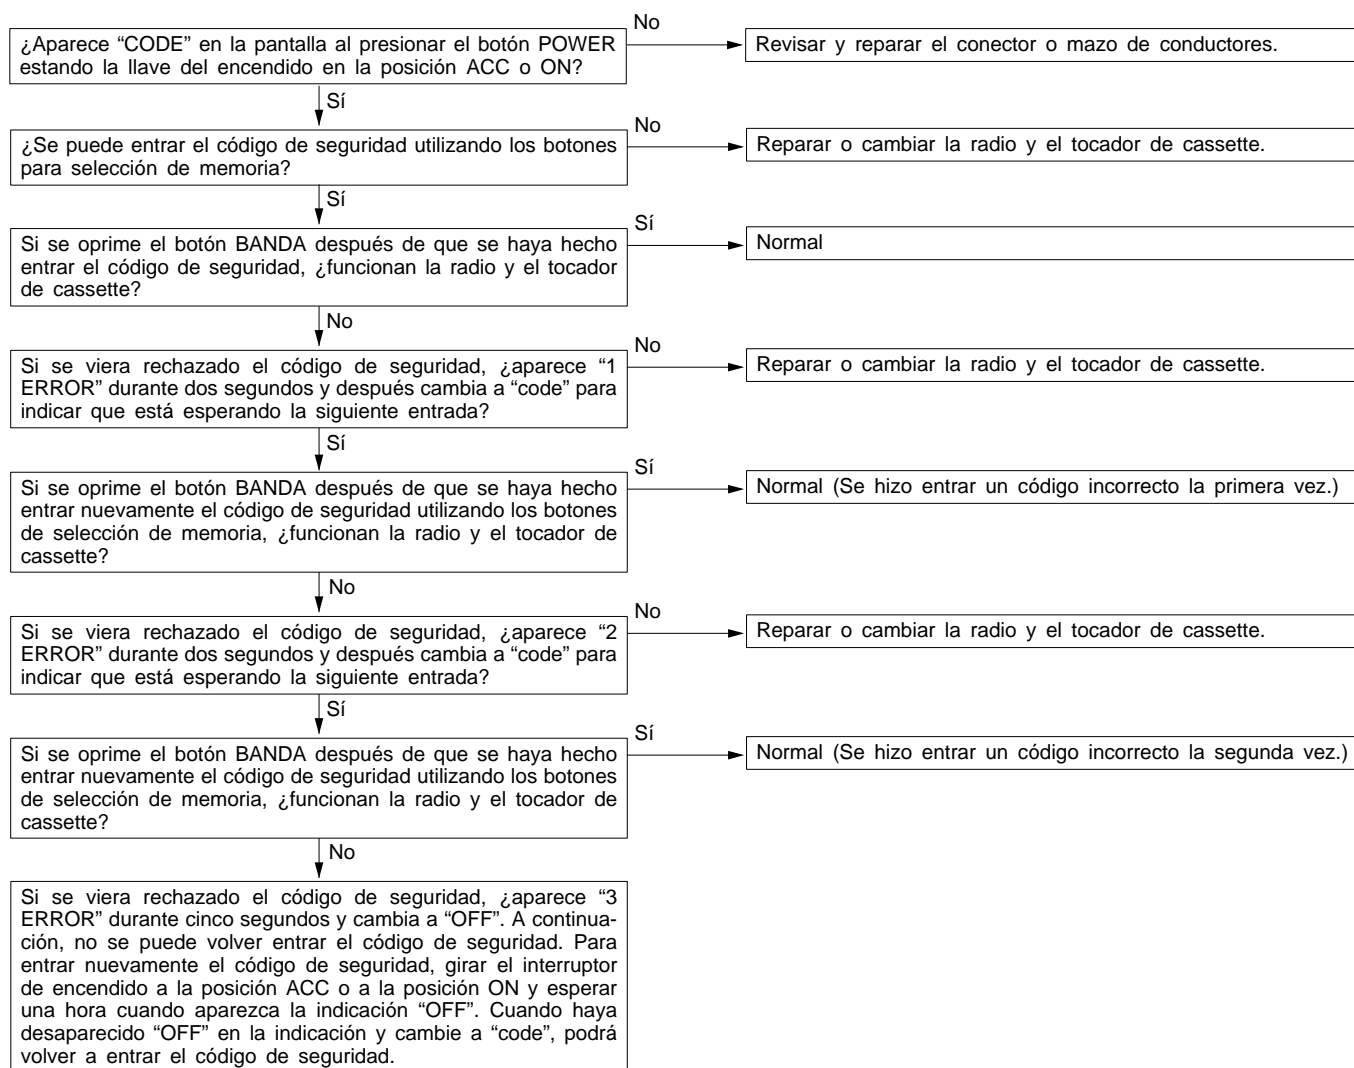 No
¿Aparece “CODE” en la pantalla al presionar el botón POWER
estando la llave del encendido en la posición ACC o ON?
Revisar y reparar el conector o mazo de conductores.
Sí
No
¿Se puede entrar el código de seguridad utilizando los botones
para selección de memoria?
Reparar o cambiar la radio y el tocador de cassette.
Sí
Sí
Si se oprime el botón BANDA después de que se haya hecho
entrar el código de seguridad, ¿funcionan la radio y el tocador
de cassette?
Normal
No
No
Si se viera rechazado el código de seguridad, ¿aparece “1
ERROR” durante dos segundos y después cambia a “code” para
indicar que está esperando la siguiente entrada?
Reparar o cambiar la radio y el tocador de cassette.
Sí
Sí
Si se oprime el botón BANDA después de que se haya hecho
entrar nuevamente el código de seguridad utilizando los botones
de selección de memoria, ¿funcionan la radio y el tocador de
cassette?
Normal (Se hizo entrar un código incorrecto la primera vez.)
No
No
Si se viera rechazado el código de seguridad, ¿aparece “2
ERROR” durante dos segundos y después cambia a “code” para
indicar que está esperando la siguiente entrada?
Reparar o cambiar la radio y el tocador de cassette.
Sí
Sí
Si se oprime el botón BANDA después de que se haya hecho
entrar nuevamente el código de seguridad utilizando los botones
de selección de memoria, ¿funcionan la radio y el tocador de
cassette?
Normal (Se hizo entrar un código incorrecto la segunda vez.)
No
Si se viera rechazado el código de seguridad, ¿aparece “3
ERROR” durante cinco segundos y cambia a “OFF”. A continua-
ción, no se puede volver entrar el código de seguridad. Para
entrar nuevamente el código de seguridad, girar el interruptor
de encendido a la posición ACC o a la posición ON y esperar
una hora cuando aparezca la indicación “OFF”. Cuando haya
desaparecido “OFF” en la indicación y cambie a “code”, podrá
volver a entrar el código de seguridad.